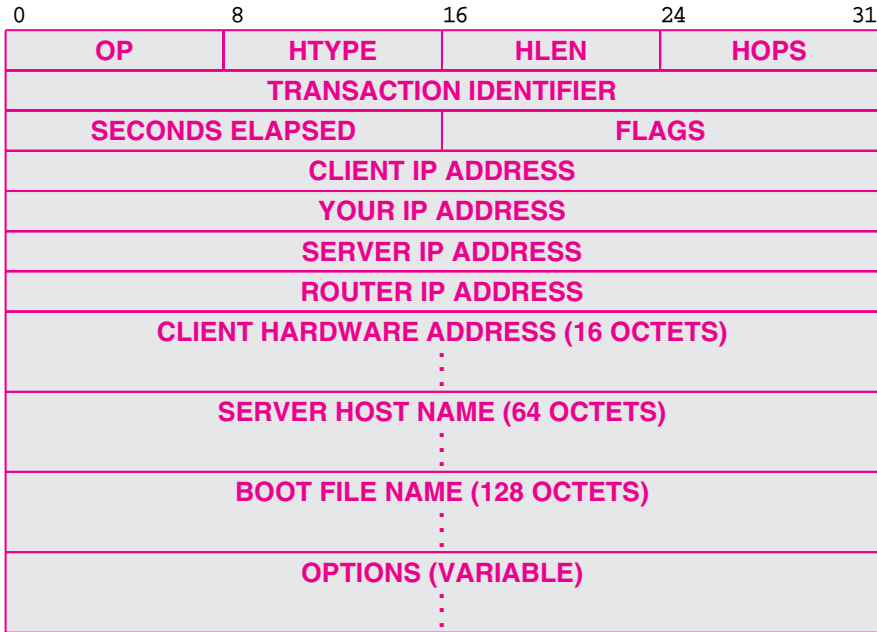 0 8 16 24 31
OP HTYPE HLEN HOPS
TRANSACTION IDENTIFIER
SECONDS ELAPSED FLAGS
CLIENT IP ADDRESS
YOUR IP ADDRESS
SERVER IP ADDRESS
ROUTER IP ADDRESS
CLIENT HARDWARE ADDRESS (16 OCTETS)
SERVER HOST NAME (64 OCTETS)
BOOT FILE NAME (128 OCTETS)
OPTIONS (VARIABLE)